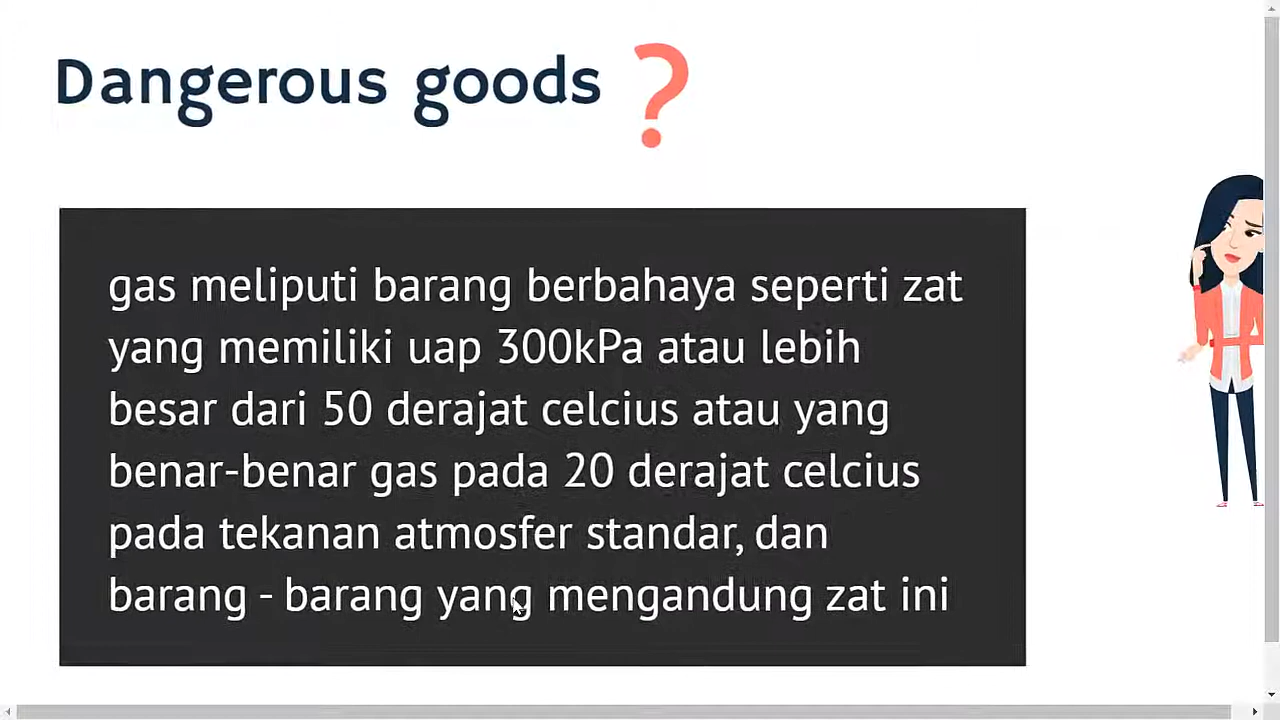 Dangerous goods ?
gas meliputi barang berbahaya seperti zat
yang memiliki uap 300kPa atau lebih
besar dari 50 derajat celcius atau yang
benar-benar gas pada 20 derajat celcius
pada tekanan atmosfer standar, dan
barang - barang yang mengandung zat ini